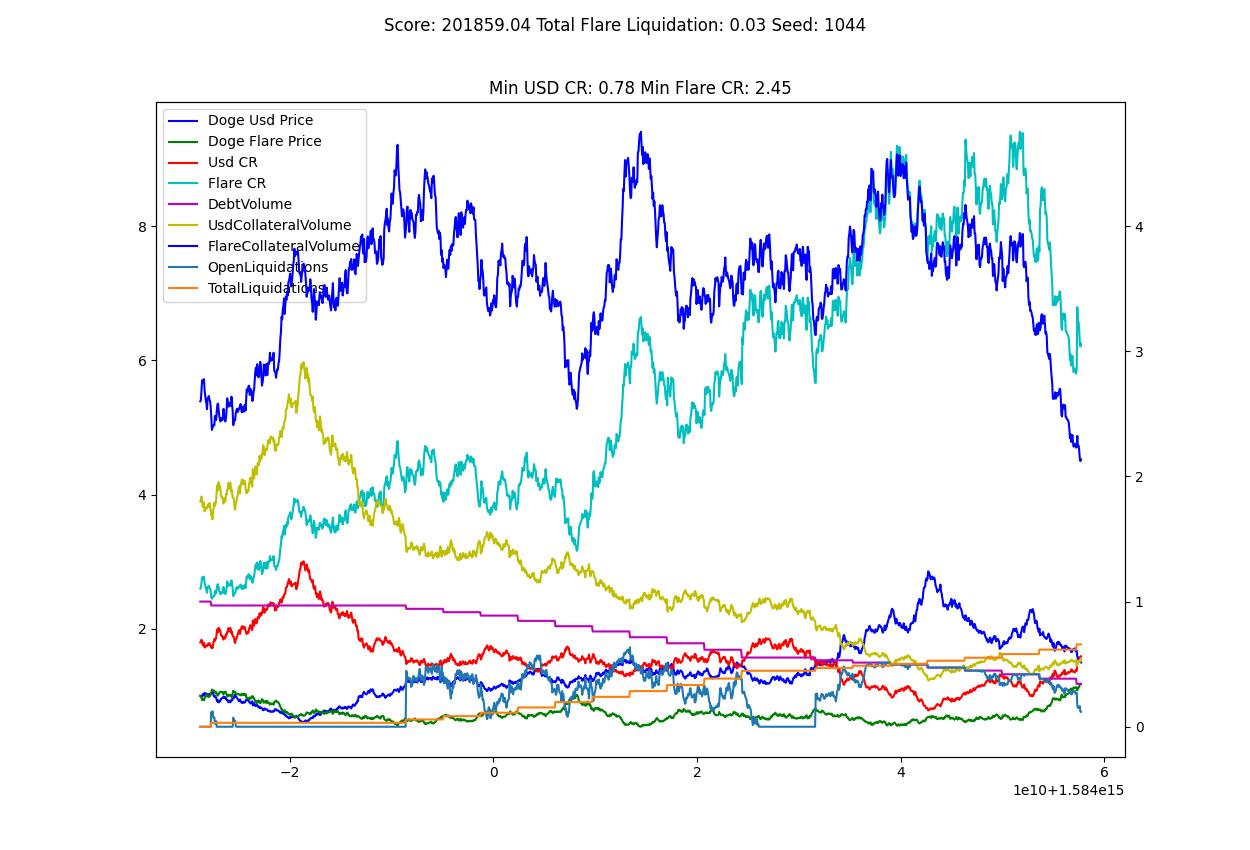 Score: 201859.04 Total Flare Liquidation: 0.03 Seed: 1044
Min USD CR: 0.78 Min Flare CR: 2.45
Doge Usd Price
Doge Flare Price
Usd CR
Flare CR
DebtVolume
UsdCollateralVolume
FlareCollateralVolume
OpenLiquidations
TotalLiquidations
8
6
4
2
4
3
2
1
0
−2
0
2
4
6
1e10+1.584e15